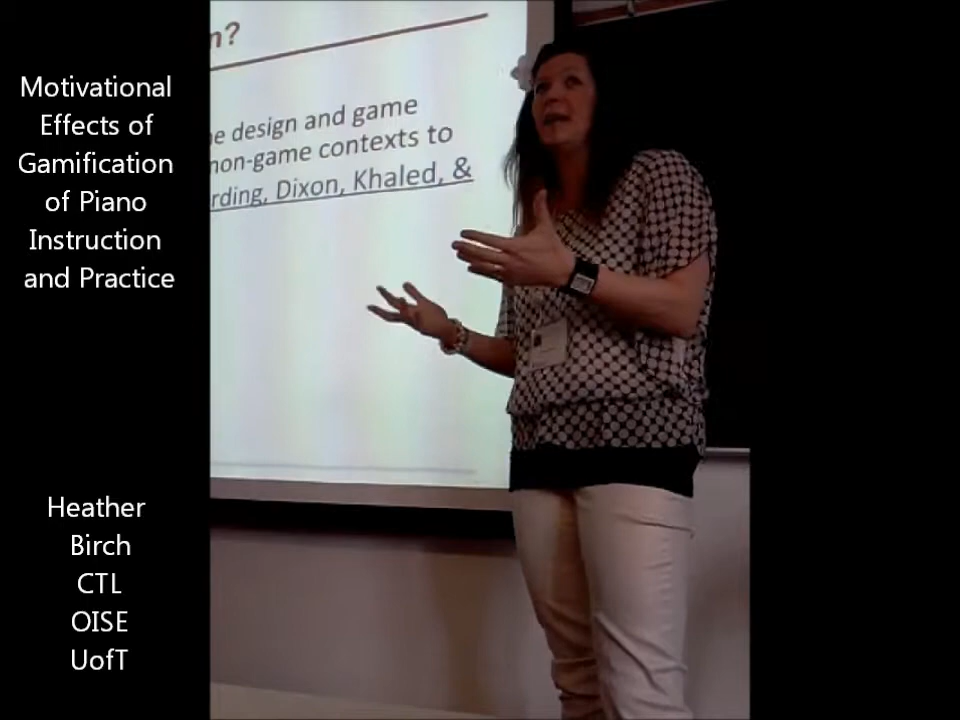 Motivational
Effects of
Gamification
of Piano
Instruction
and Practice
n?
e design and game
non-game contexts to
rding, Dixon, Khaled, &
Heather
Birch
CTL
OISE
UofT